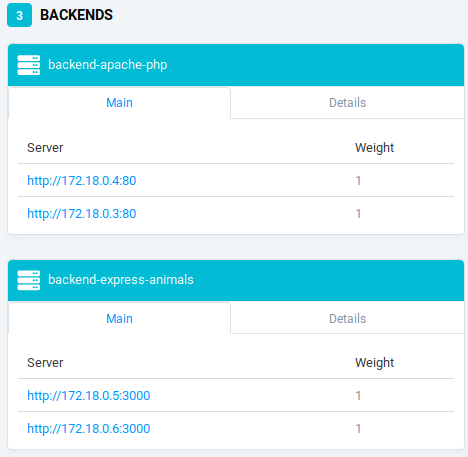 3 BACKENDS
backend-apache-php
Main Details
Server Weight
http://172.18.0.4:80 1
http://172.18.0.3:80 1
backend-express-animals
Main Details
Server Weight
http://172.18.0.5:3000 1
http://172.18.0.6:3000 1